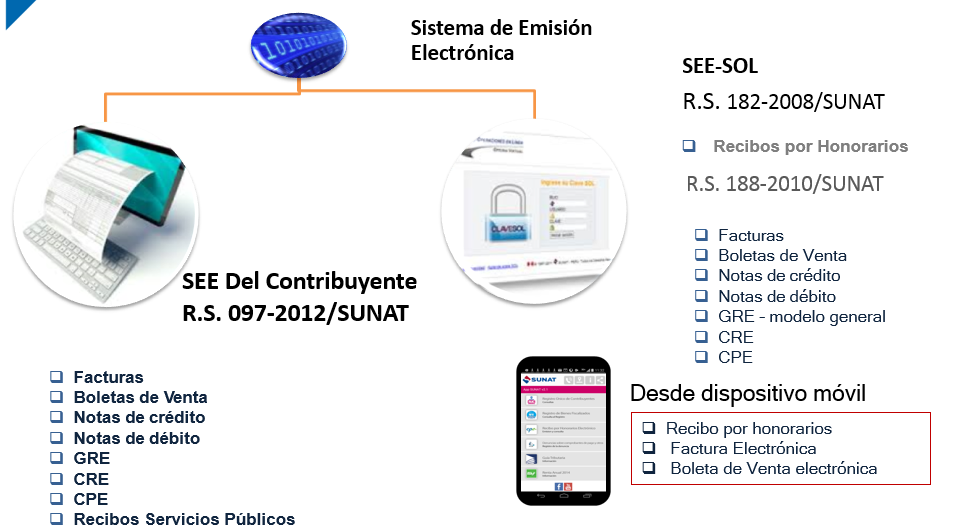 Sistema de Emisión
Electrónica
SEE-SOL
R.S. 182-2008/SUNAT
Recibos por Honorarios
R.S. 188-2010/SUNAT
Facturas
Boletas de Venta
Notas de crédito
Notas de débito
GRE - modelo general
CRE
CPE
CLAVESOL
SEE Del Contribuyente
R.S. 097-2012/SUNAT
Facturas
Boletas de Venta
Notas de crédito
Notas de débito
GRE
CRE
CPE
Recibos Servicios Públicos
SUNAT
Desde dispositivo móvil
Recibo por honorarios
Factura Electrónica
Boleta de Venta electrónica